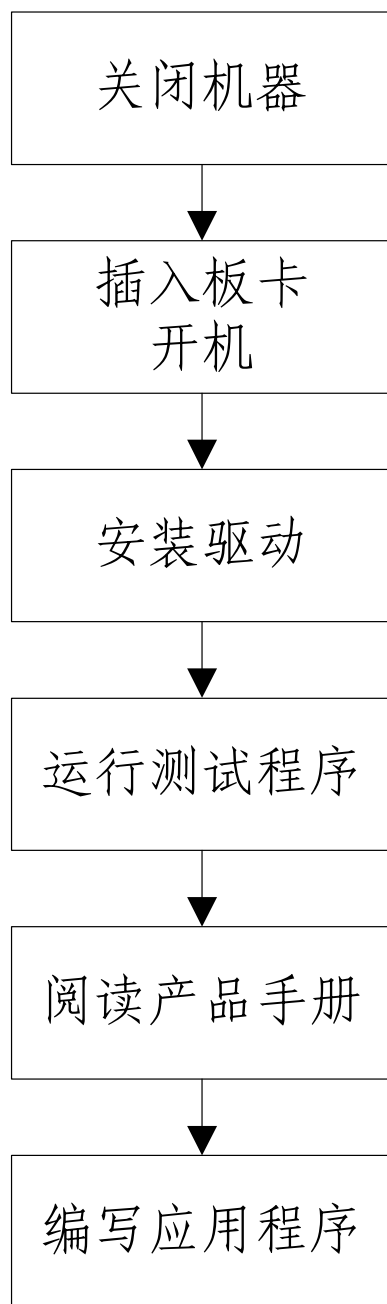 关闭机器
插入板卡
开机
安装驱动
运行测试程序
阅读产品手册
编写应用程序